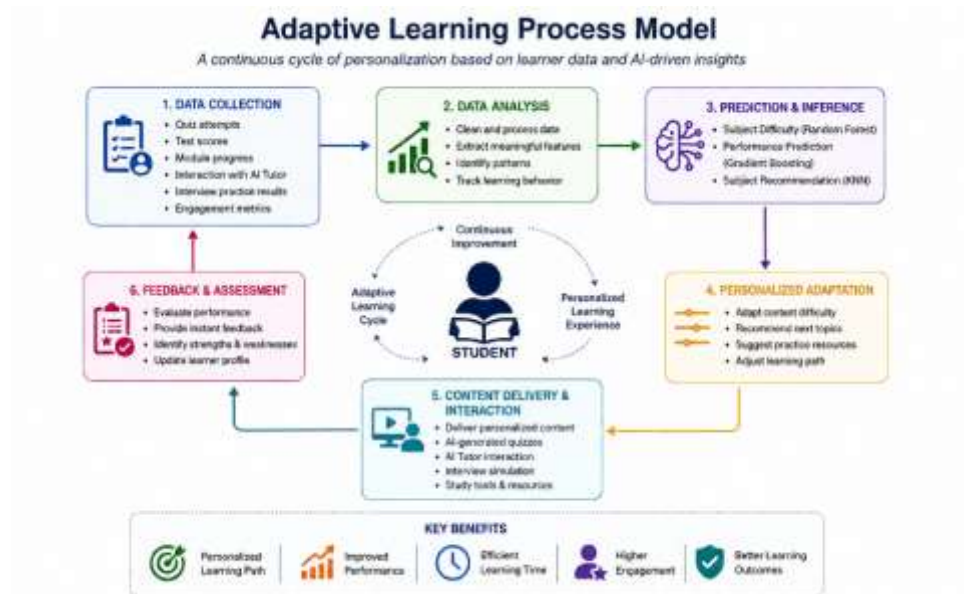 Adaptive Learning Process Model
A continuous cycle of personalization based on learner data and AI-driven insights
1. DATA COLLECTION
• Quiz attempts
• Test scores
• Module progress
• Interaction with AI Tutor
• Interview practice results
• Engagement metrics
2. DATA ANALYSIS
• Clean and process data
• Extract meaningful features
• Identify patterns
• Track learning behavior
3. PREDICTION & INFERENCE
• Subject Difficulty (Random Forest)
• Performance Prediction
(Gradient Boosting)
• Subject Recommendation (KNN)
Continuous
Improvement
Adaptive
Learning
Cycle
Personalized
Learning
Experience
STUDENT
6. FEEDBACK & ASSESSMENT
• Evaluate performance
• Provide instant feedback
• Identify strengths & weaknesses
• Update learner profile
4. PERSONALIZED ADAPTATION
• Adapt content difficulty
• Recommend next topics
• Suggest practice resources
• Adjust learning path
5. CONTENT DELIVERY &
INTERACTION
• Deliver personalized content
• AI-generated quizzes
• AI Tutor interaction
• Interview simulation
• Study tools & resources
KEY BENEFITS
Personalized
Learning Path
Improved
Performance
Efficient
Learning Time
Higher
Engagement
Better Learning
Outcomes